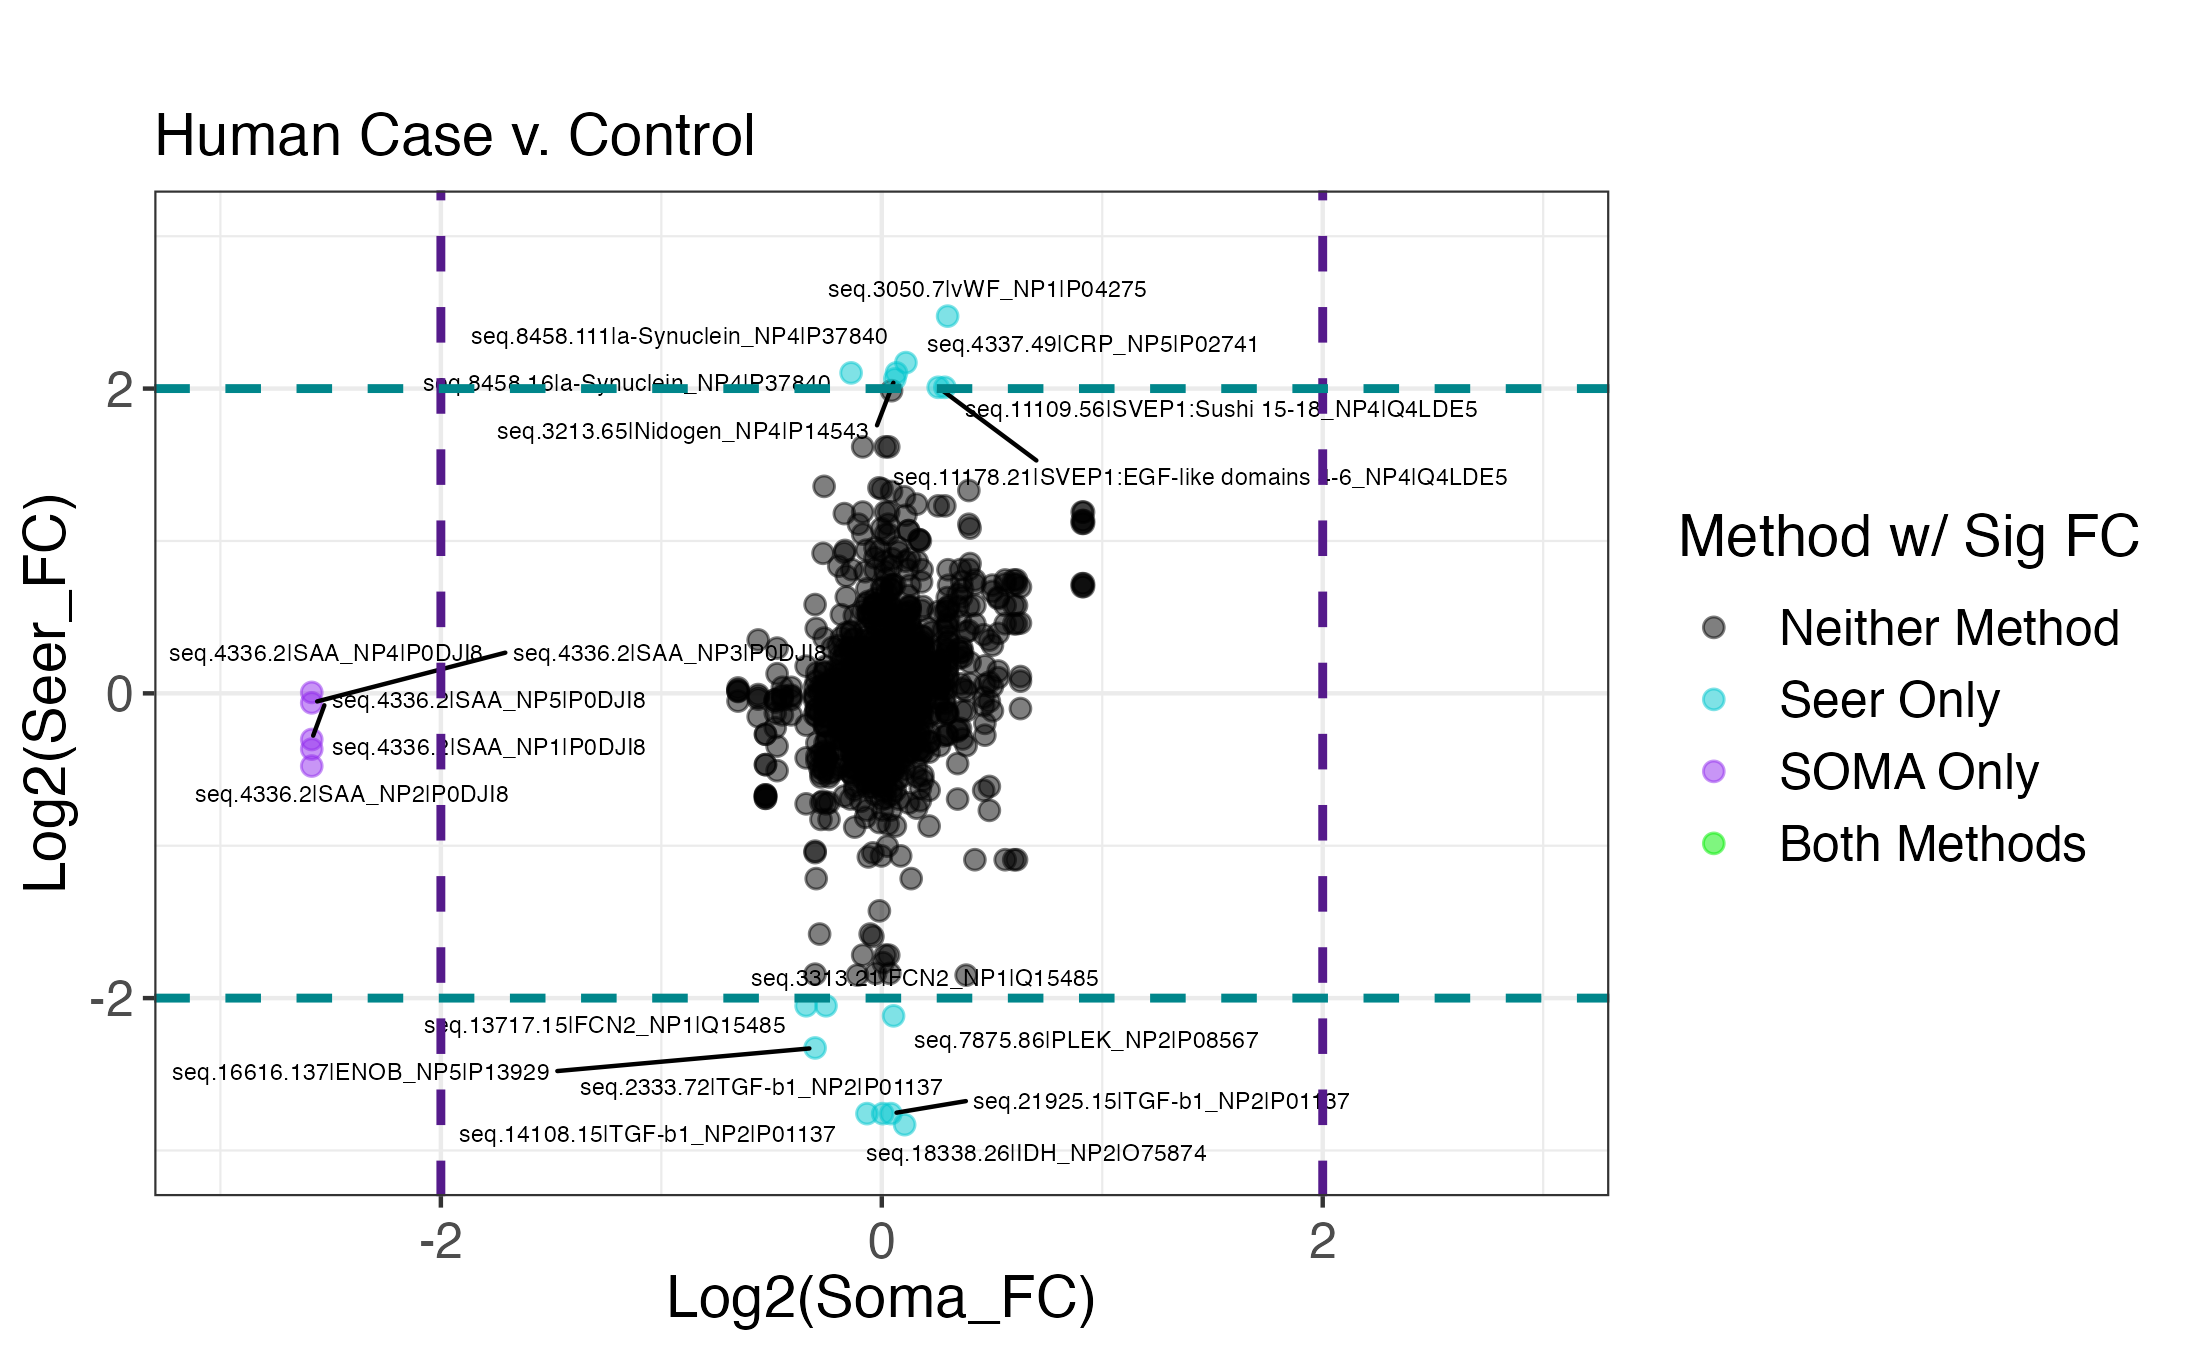 Human Case v. Control
seq.3050.7|vWF_NP1|P04275
seq.8458.111|a-Synuclein_NP4|P37840
seq.4337.49|CRP_NP5|P02741
seq.8458.16|a-Synuclein_NP4|P37840
seq.11109.56|SVEP1:Sushi 15-18_NP4|Q4LDE5
seq.3213.65|Nidogen_NP4|P14543
seq.11178.21|SVEP1:EGF-like domains 4-6_NP4|Q4LDE5
seq.4336.2|SAA_NP4|P0DJI8
seq.4336.2|SAA_NP3|P0DJI8
seq.4336.2|SAA_NP5|P0DJI8
seq.4336.2|SAA_NP1|P0DJI8
seq.4336.2|SAA_NP2|P0DJI8
seq.3313.21|FCN2_NP1|Q15485
seq.13717.15|FCN2_NP1|Q15485
seq.7875.86|PLEK_NP2|P08567
seq.16616.137|ENOB_NP5|P13929
seq.2333.72|TGF-b1_NP2|P01137
seq.21925.15|TGF-b1_NP2|P01137
seq.14108.15|TGF-b1_NP2|P01137
seq.18338.26|IDH_NP2|O75874
2
0
-2
Log2(Seer_FC)
-2
0
2
Log2(Soma_FC)
Method w/ Sig FC
Neither Method
Seer Only
SOMA Only
Both Methods